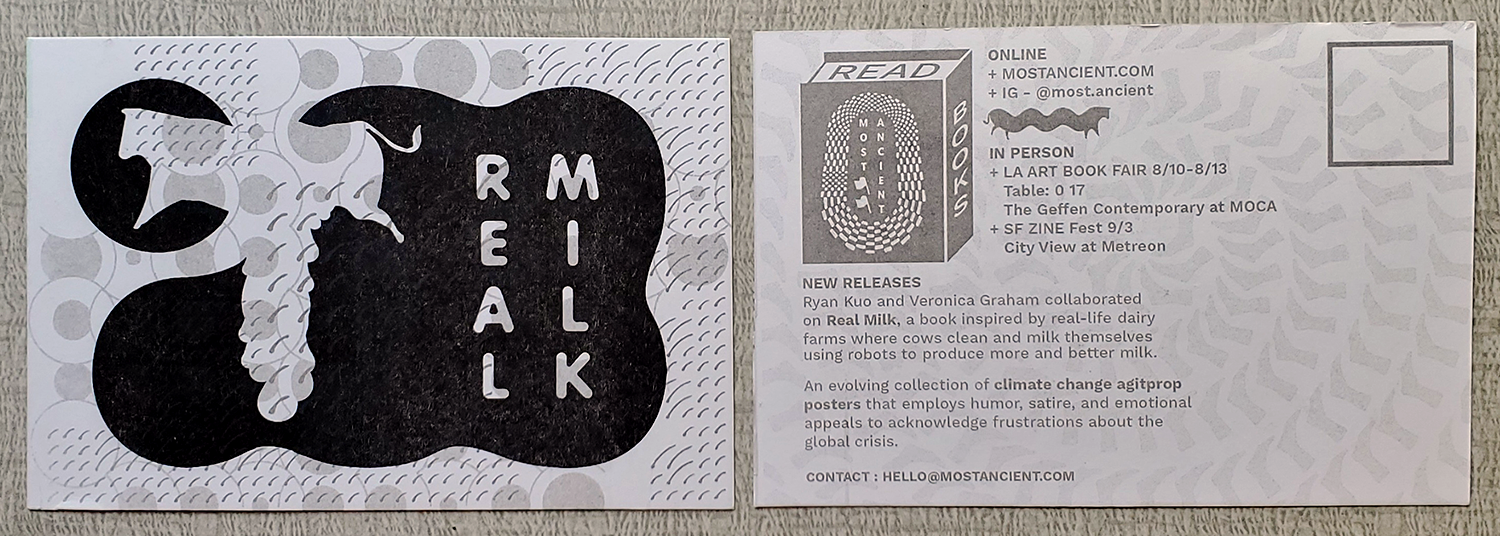 REAL
MILK
READ
BOOKS
MOST
ANCIENT
ONLINE
+ MOSTANCIENT.COM
+ IG - @most.ancient
IN PERSON
+ LA ART BOOK FAIR 8/10-8/13
Table: 0 17
The Geffen Contemporary at MOCA
+ SF ZINE Fest 9/3
City View at Metreon
NEW RELEASES
Ryan Kuo and Veronica Graham collaborated
on Real Milk, a book inspired by real-life dairy
farms where cows clean and milk themselves
using robots to produce more and better milk.
An evolving collection of climate change agitprop
posters that employs humor, satire, and emotional
appeals to acknowledge frustrations about the
global crisis.
CONTACT : HELLO@MOSTANCIENT.COM